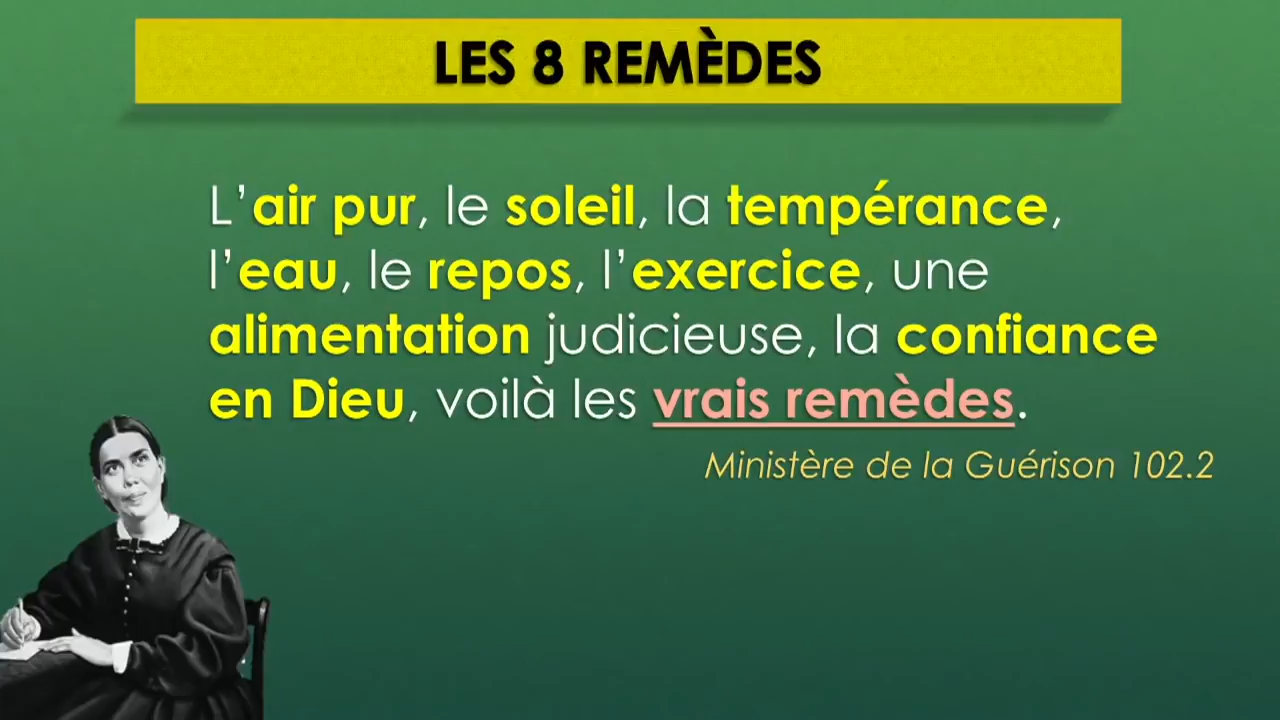 LES 8 REMÈDES
L’air pur, le soleil, la tempérance,
l’eau, le repos, l’exercice, une
alimentation judicieuse, la confiance
en Dieu, voilà les vrais remèdes.
Ministère de la Guérison 102.2